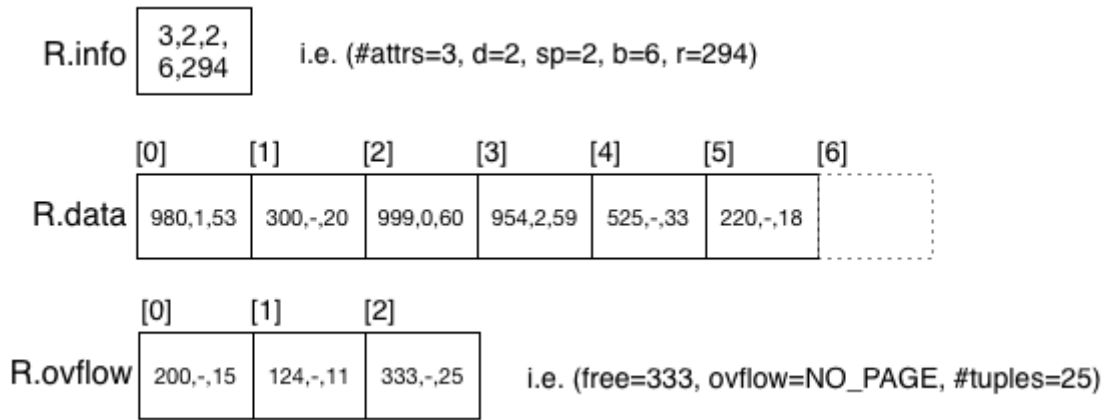 R.info
3,2,2,
6,294
i.e. (#attrs=3, d=2, sp=2, b=6, r=294)
[0] [1] [2] [3] [4] [5] [6]
R.data 980,1,53 300,-,20 999,0,60 954,2,59 525,-,33 220,-,18
[0] [1] [2]
R.ovflow 200,-,15 124,-,11 333,-,25 i.e. (free=333, ovflow=NO_PAGE, #tuples=25)